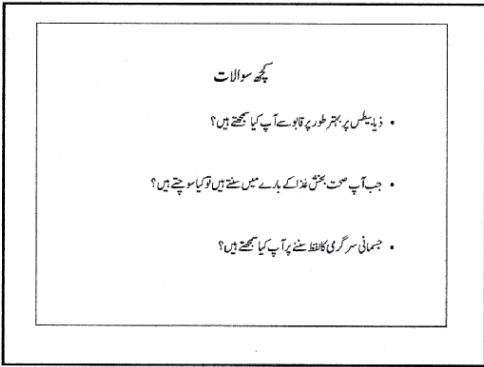 کچھ سوالات
• ذیابیطس پر بہتر طور پر قابو سے آپ کیا سمجھتے ہیں؟
• جب آپ صحت بخش غذا کے بارے میں سنتے ہیں تو کیا سوچتے ہیں؟
• جسمانی سرگرمی کا لفظ سننے پر آپ کیا سمجھتے ہیں؟